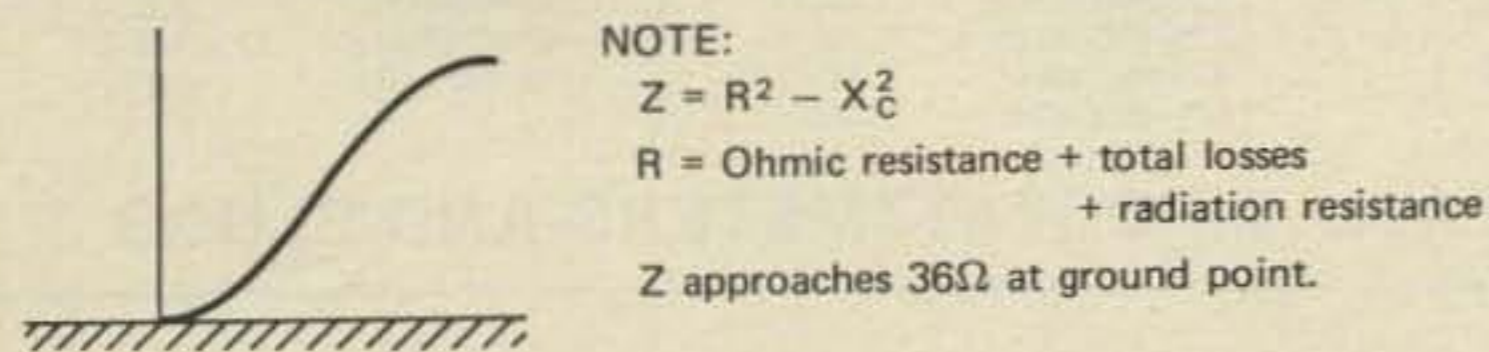 NOTE:
Z = R² – X²C
R = Ohmic resistance + total losses
+ radiation resistance
Z approaches 36Ω at ground point.